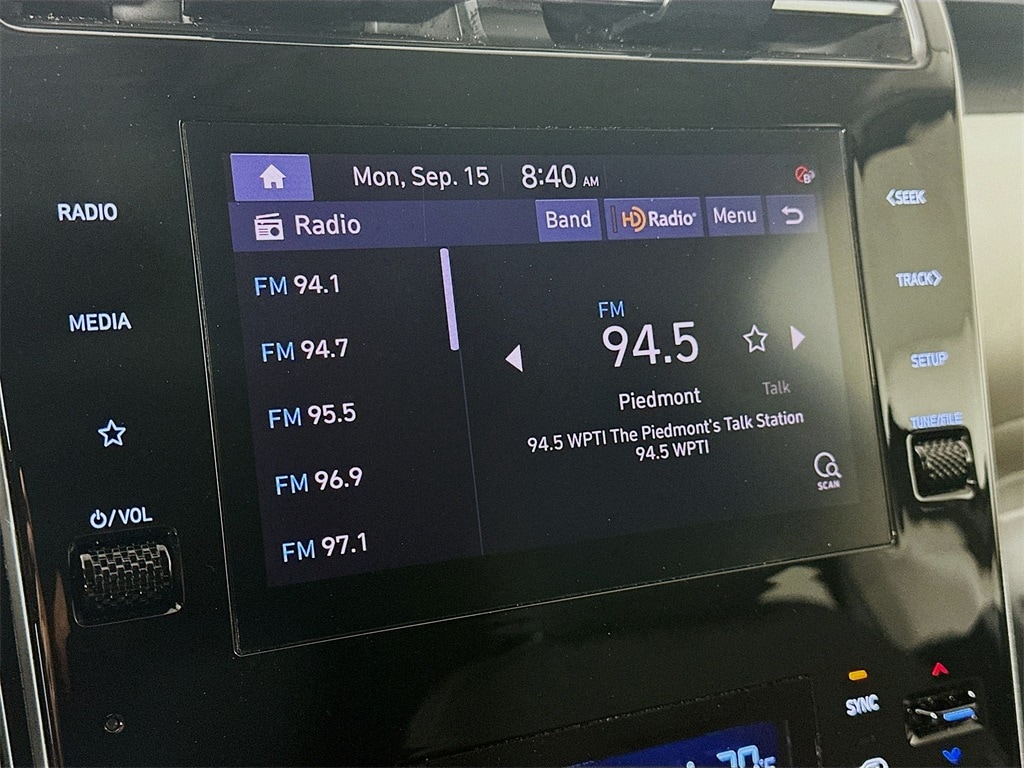 Mon, Sep. 15 8:40 AM
Radio Band HD Radio Menu
RADIO
MEDIA
/VOL
FM 94.1
FM 94.7
FM 95.5
FM 96.9
FM 97.1
FM
94.5
Piedmont Talk
94.5 WPTI The Piedmont's Talk Station
94.5 WPTI
SCAN
SEEK
TRACK
SETUP
TUNE/FILE
SYNC
70°F